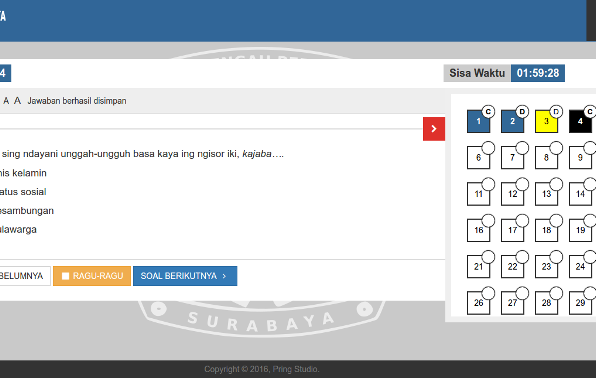 4
Sisa Waktu 01:59:28
A A Jawaban berhasil disimpan
sing ndayani unggah-ungguh basa kaya ing ngisor iki, kajaba....
nis kelamin
atus sosial
esambungan
ulawarga
BELUMNYA RAGU-RAGU SOAL BERIKUTNYA
C D D C
1 2 3 4
6 7 8 9
11 12 13 14
16 17 18 19
21 22 23 24
26 27 28 29
SURABAYA
Copyright © 2016, Pring Studio.